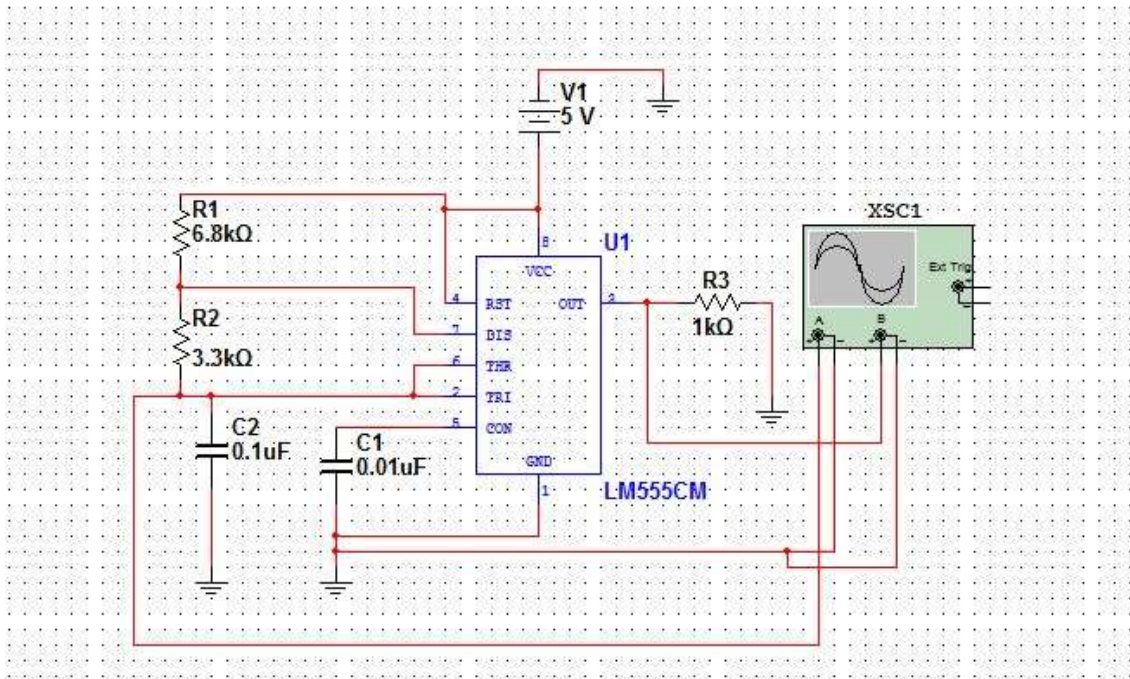 V1
5 V
R1
6.8kΩ
XSC1
8
U1
VCC
Ext Trig
R3
4
RST
OUT
3
R2
1kΩ
A
B
7
DIS
3.3kΩ
6
THR
2
TRI
C2
5
CON
0.1uF
C1
0.01uF
GND
1
LM555CM